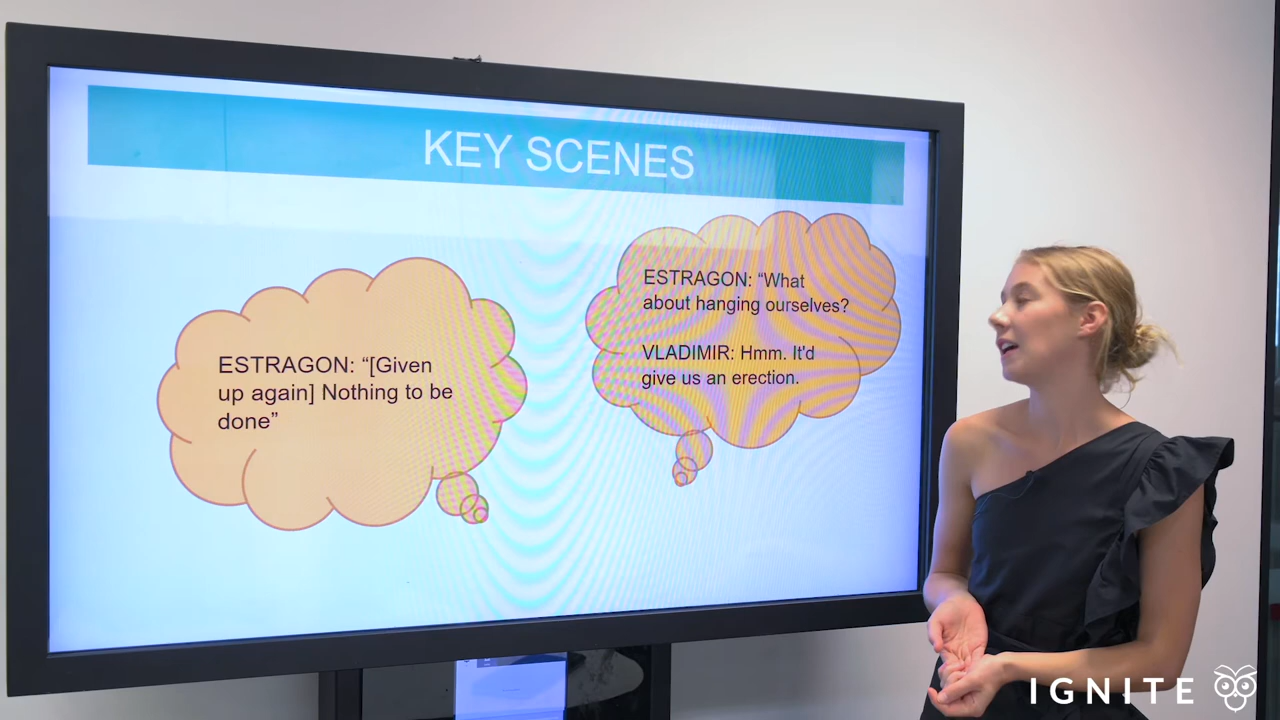 KEY SCENES
ESTRAGON: “[Given
up again] Nothing to be
done”
ESTRAGON: “What
about hanging ourselves?
VLADIMIR: Hmm. It'd
give us an erection.
IGNITE